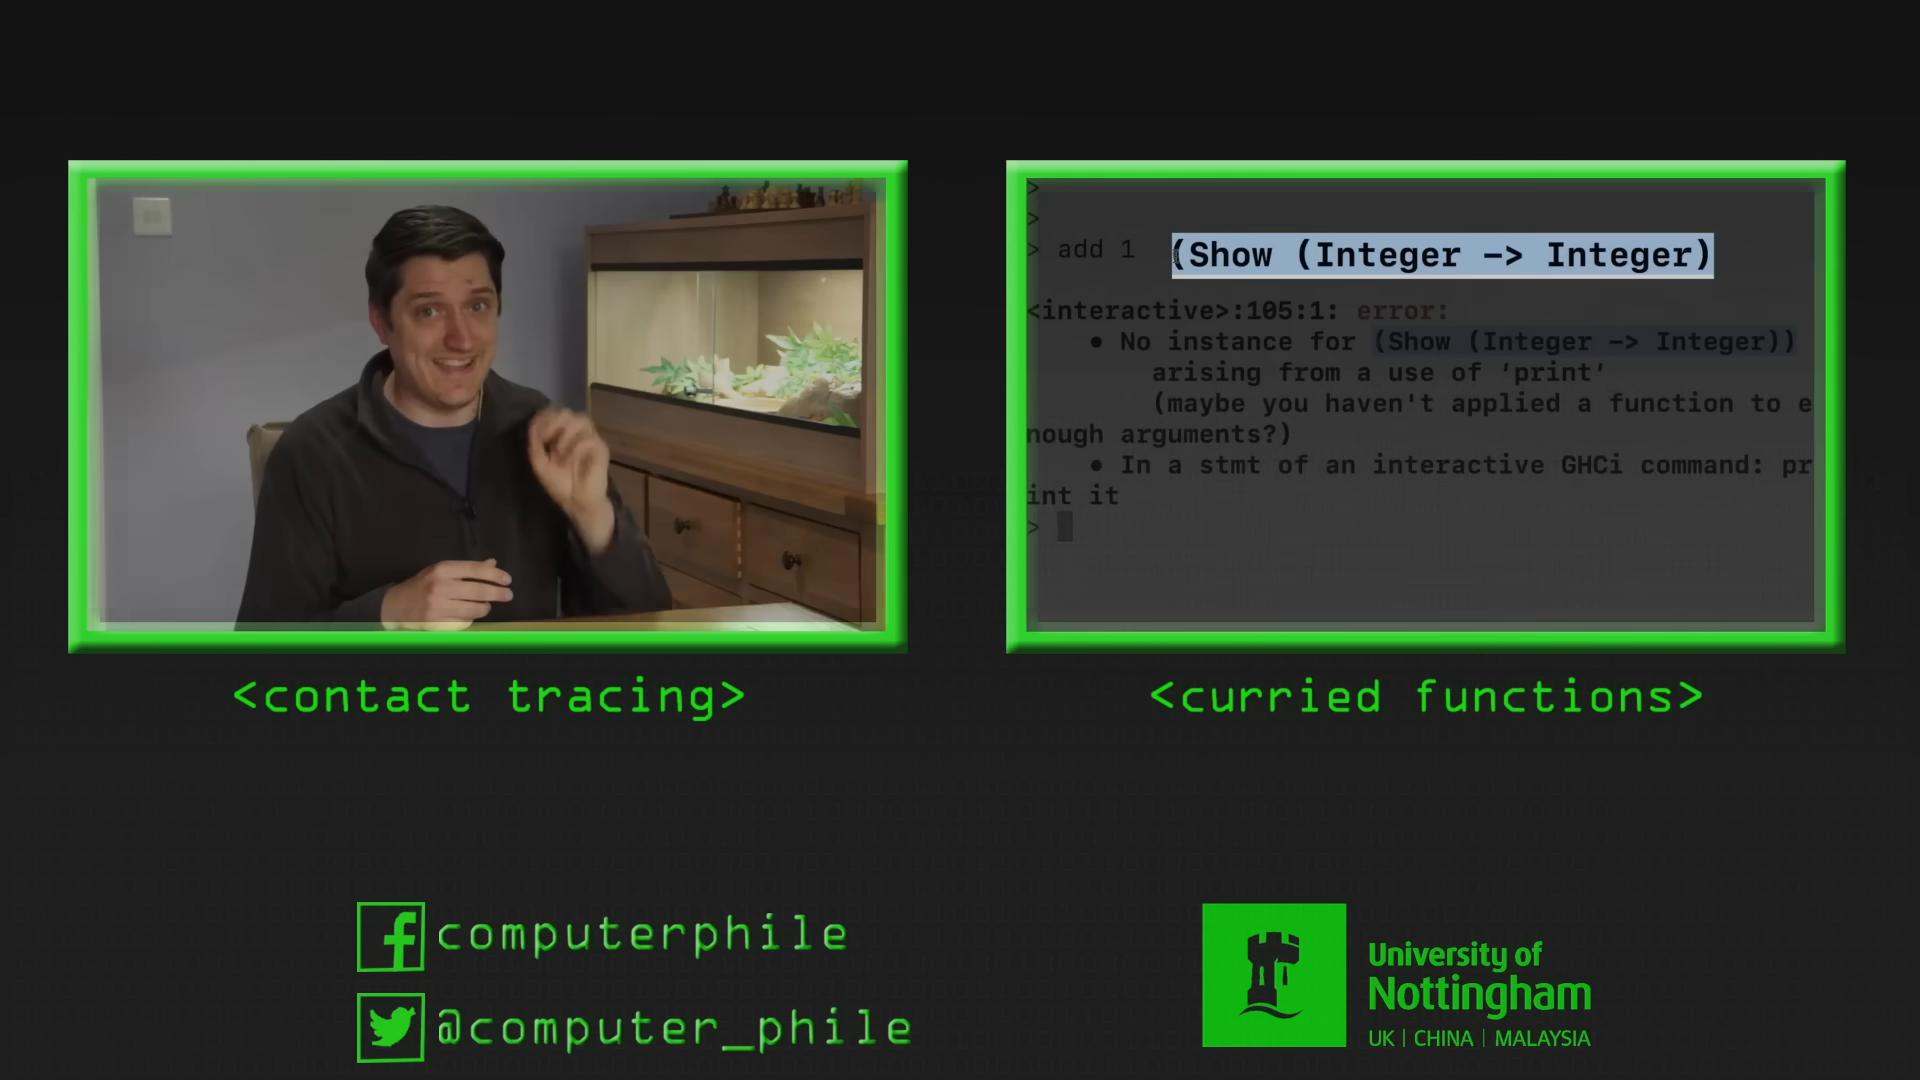 >
>
> add 1
(Show (Integer -> Integer)
<interactive>:105:1: error:
• No instance for (Show (Integer -> Integer))
arising from a use of ‘print’
(maybe you haven't applied a function to e
nough arguments?)
• In a stmt of an interactive GHCi command: pr
int it
>
<contact tracing>
<curried functions>
computerphile
@computer_phile
University of
Nottingham
UK | CHINA | MALAYSIA